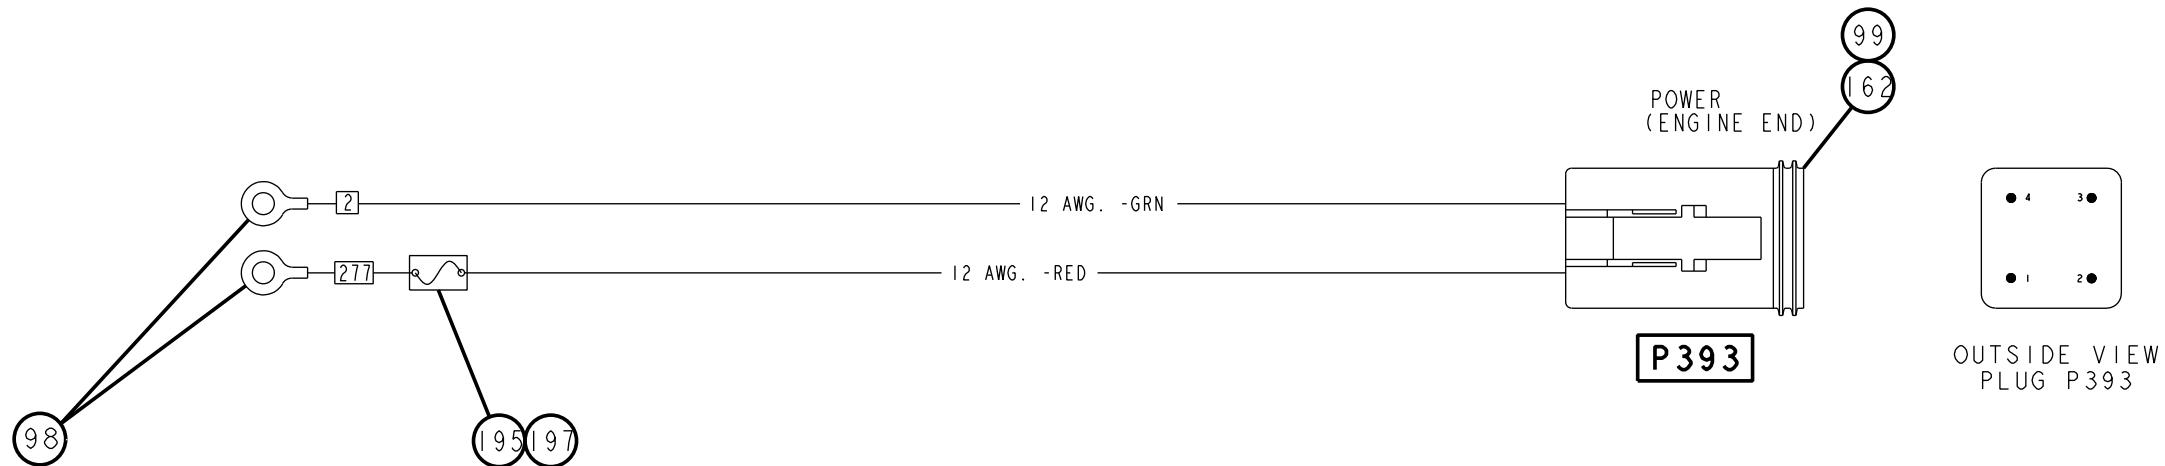 99
162
POWER
(ENGINE END)
2
12 AWG. -GRN
4 3
277
12 AWG. -RED
1 2
P393
OUTSIDE VIEW
PLUG P393
98
195 197